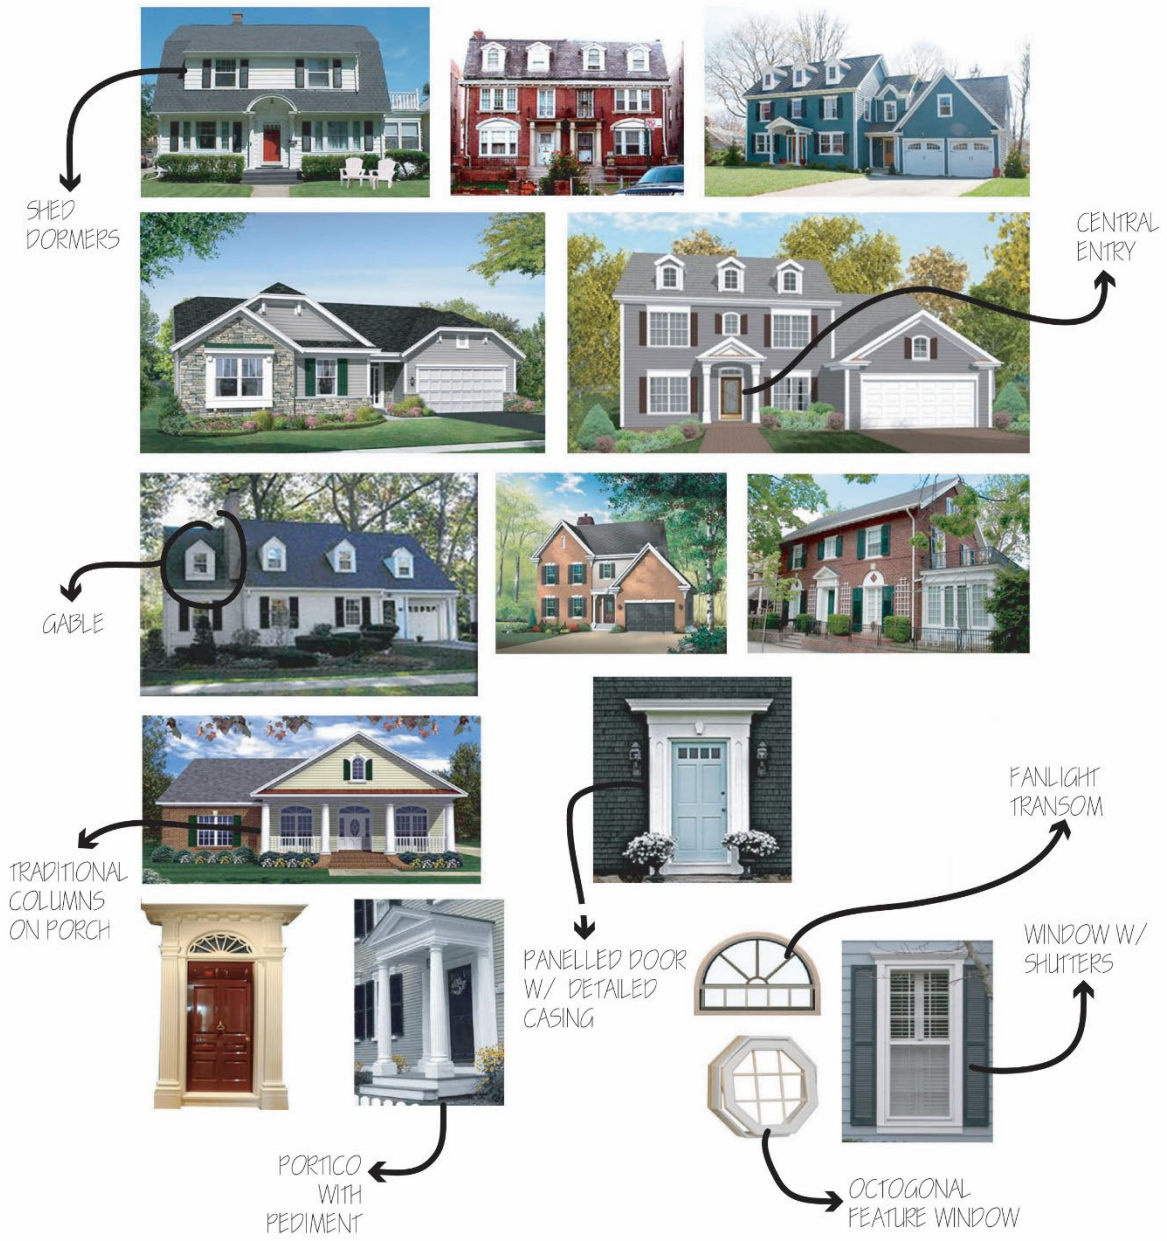 SHED
DORMERS
CENTRAL
ENTRY
GABLE
FANLIGHT
TRANSOM
TRADITIONAL
COLUMNS
ON PORCH
PANELLED DOOR
W/ DETAILED
CASING
WINDOW W/
SHUTTERS
PORTICO
WITH
PEDIMENT
OCTOGONAL
FEATURE WINDOW